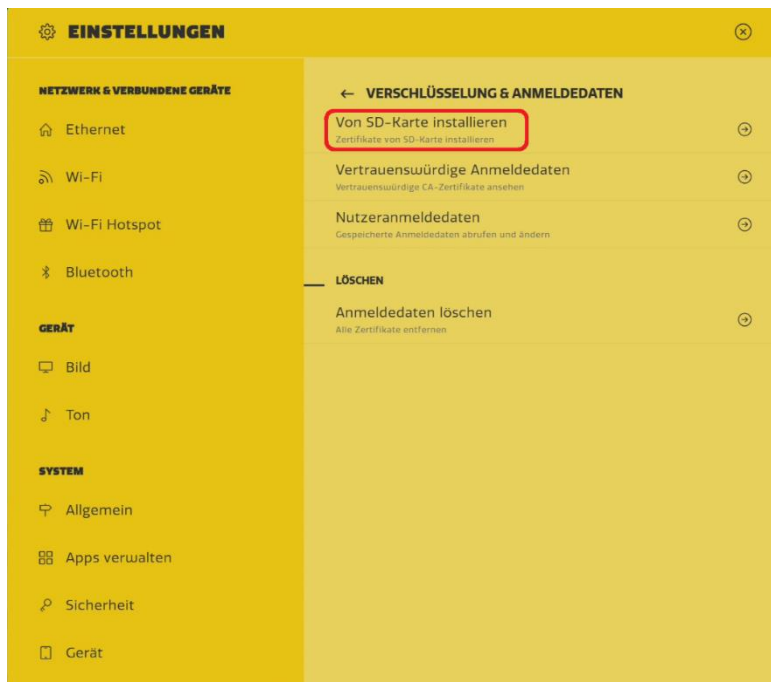 EINSTELLUNGEN
NETZWERK & VERBUNDENE GERÄTE
Ethernet
Wi-Fi
Wi-Fi Hotspot
Bluetooth
GERÄT
Bild
Ton
SYSTEM
Allgemein
Apps verwalten
Sicherheit
Gerät
← VERSCHLÜSSELUNG & ANMELDEDATEN
Von SD-Karte installieren
Zertifikate von SD-Karte installieren
Vertrauenswürdige Anmeldedaten
Vertrauenswürdige CA-Zertifikate ansehen
Nutzeranmeldedaten
Gespeicherte Anmeldedaten abrufen und ändern
LÖSCHEN
Anmeldedaten löschen
Alle Zertifikate entfernen